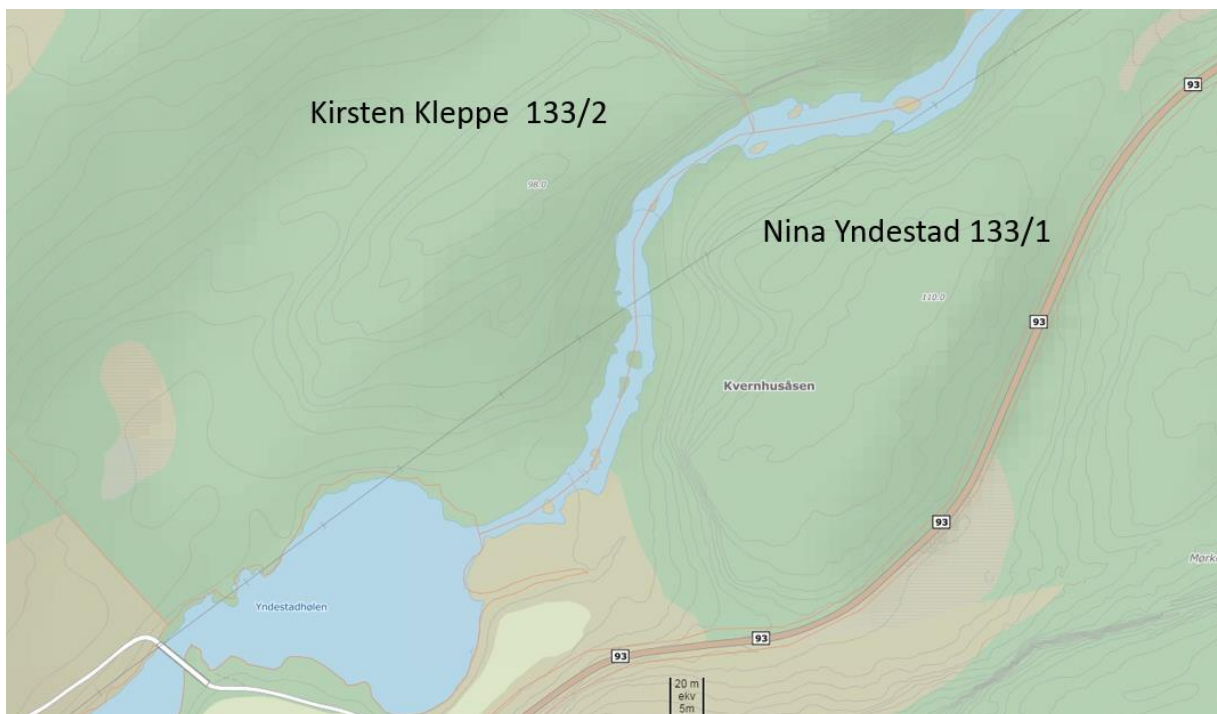 93
Kirsten Kleppe 133/2
98.0
Nina Yndestad 133/1
110.0
93
Kvernhusåsen
93
Mørk
Yndestadhølen
93
93
20 m
ekv
5m